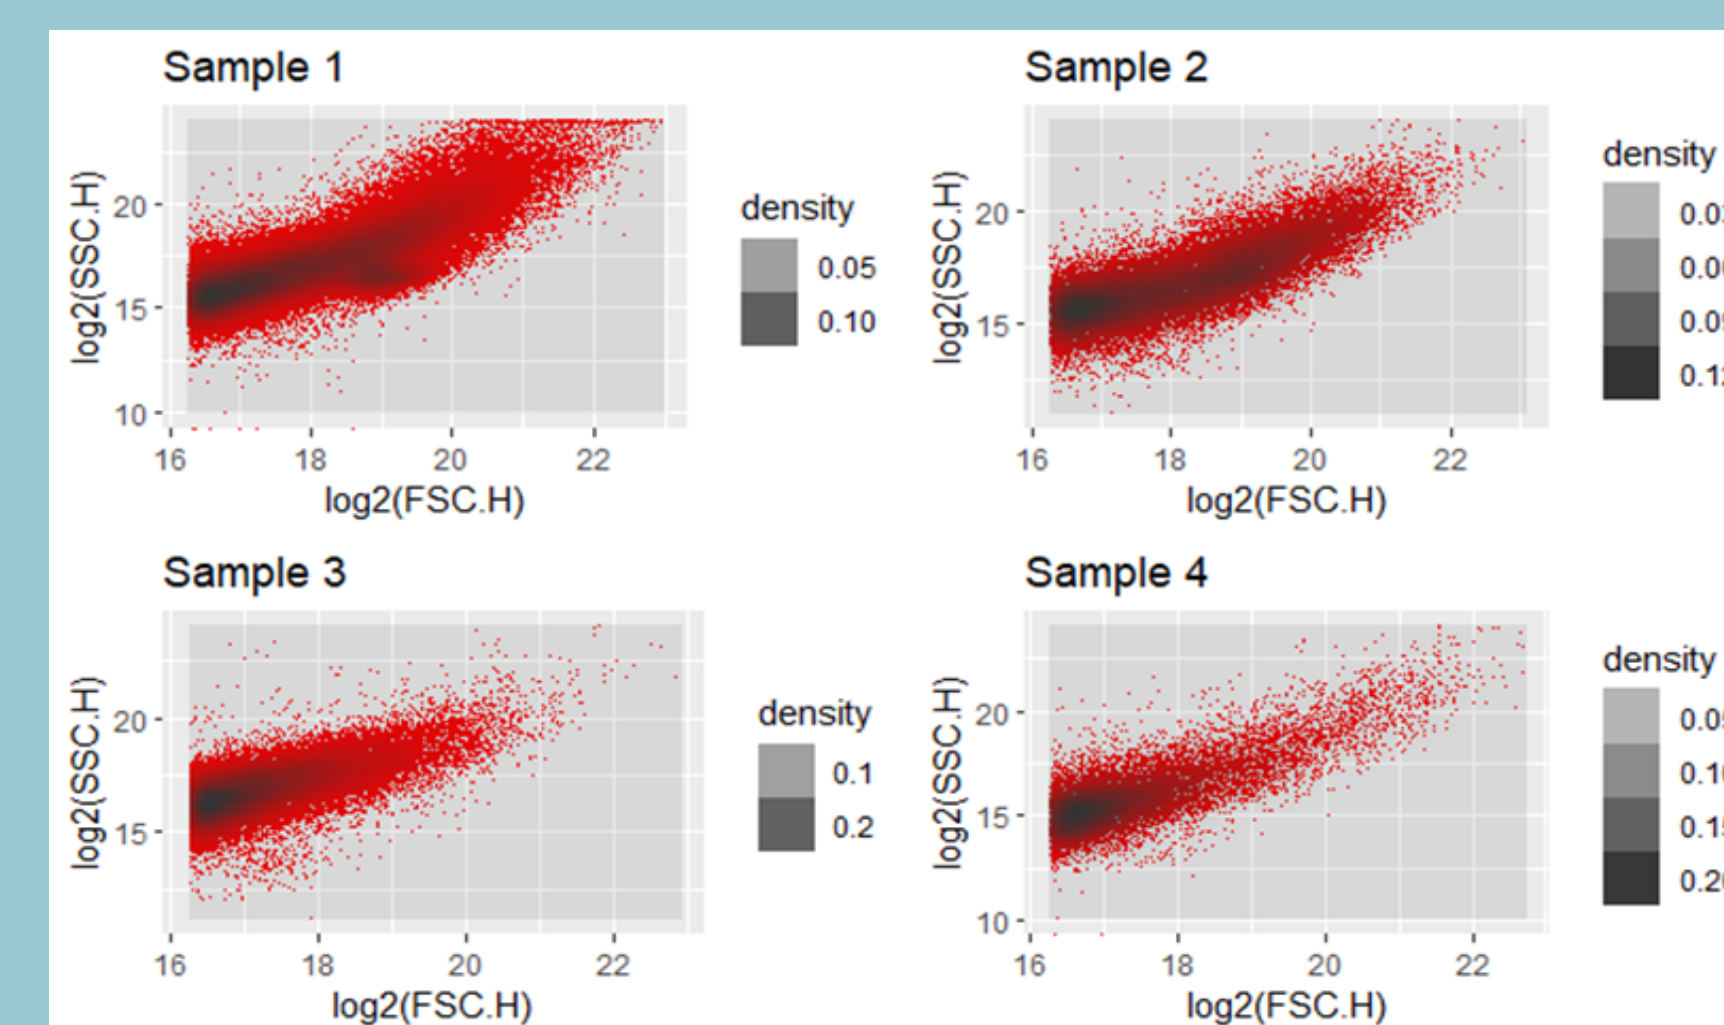 Sample 1
Sample 2
log2(SSC.H)
20
15
10
16 18 20 22
log2(FSC.H)
density
0.05
0.10
log2(SSC.H)
20
15
16 18 20 22
log2(FSC.H)
density
Sample 3
Sample 4
log2(SSC.H)
20
15
16 18 20 22
log2(FSC.H)
density
0.1
0.2
log2(SSC.H)
20
15
10
16 18 20 22
log2(FSC.H)
density